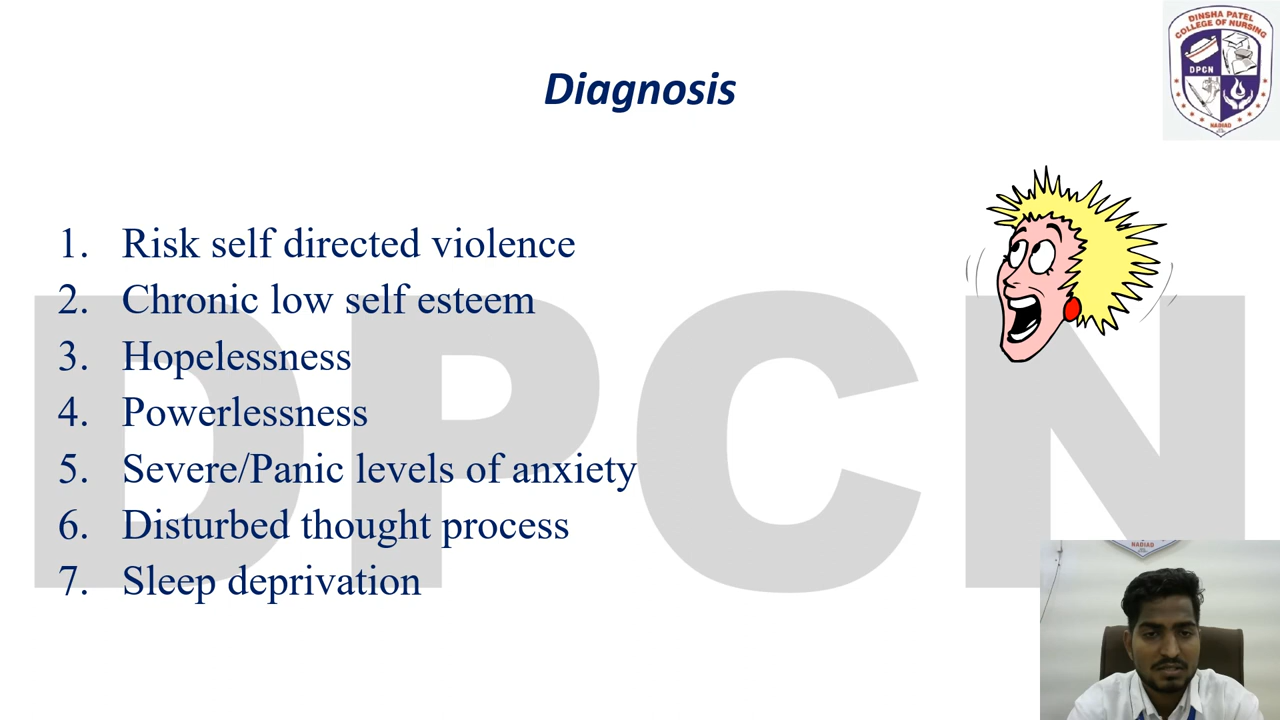 DINSHA PATEL
COLLEGE OF NURSING
DPCN
NADIAD
Diagnosis
1. Risk self directed violence
2. Chronic low self esteem
3. Hopelessness
4. Powerlessness
5. Severe/Panic levels of anxiety
6. Disturbed thought process
7. Sleep deprivation
DPCN
NADIAD